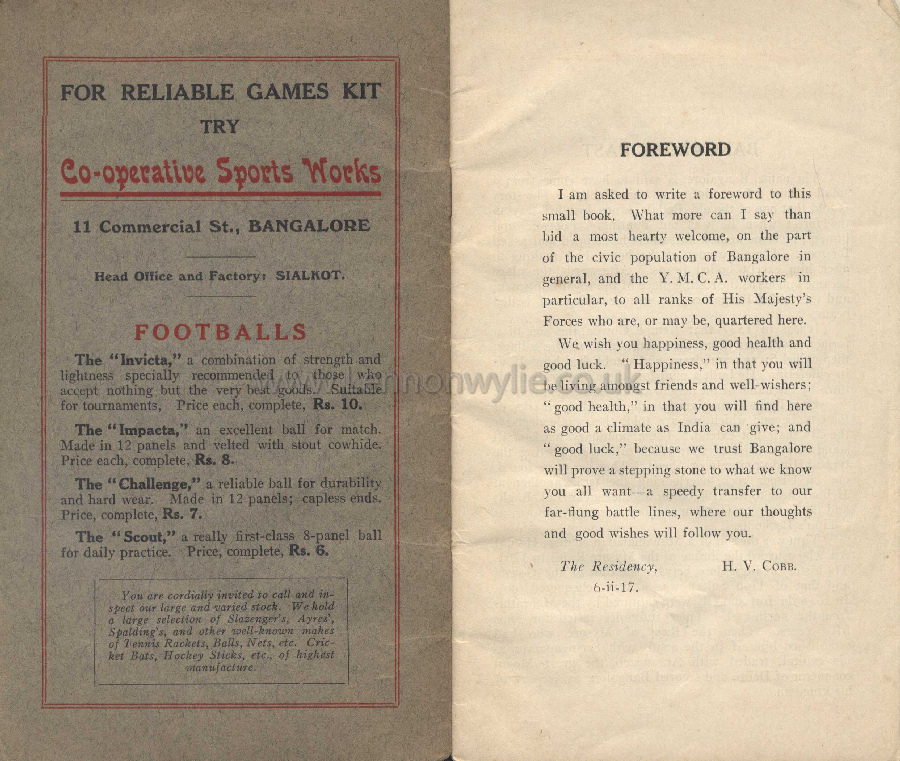 FOR RELIABLE GAMES KIT
TRY
Co-operative Sports Works
11 Commercial St., BANGALORE
Head Office and Factory: SIALKOT.
FOOTBALLS
The "Invicta," a combination of strength and
lightness specially recommended to those who
accept nothing but the very best goods. Suitable
for tournaments, Price each, complete, Rs. 10.
The "Impacta," an excellent ball for match.
Made in 12 panels and velted with stout cowhide.
Price each, complete, Rs. 8.
The "Challenge," a reliable ball for durability
and hard wear. Made in 12 panels; capless ends.
Price, complete, Rs. 7.
The "Scout," a really first-class 8-panel ball
for daily practice. Price, complete, Rs. 6.
You are cordially invited to call and in-
spect our large and varied stock. We hold
a large selection of Slazenger's, Ayres',
Spalding's, and other well-known makes
of Tennis Rackets, Balls, Nets, etc. Cric-
ket Bats, Hockey Sticks, etc., of highest
manufacture.
FOREWORD
I am asked to write a foreword to this
small book. What more can I say than
bid a most hearty welcome, on the part
of the civic population of Bangalore in
general, and the Y. M. C. A. workers in
particular, to all ranks of His Majesty's
Forces who are, or may be, quartered here.
We wish you happiness, good health and
good luck. "Happiness," in that you will
be living amongst friends and well-wishers;
"good health," in that you will find here
as good a climate as India can give; and
"good luck," because we trust Bangalore
will prove a stepping stone to what we know
you all want—a speedy transfer to our
far-flung battle lines, where our thoughts
and good wishes will follow you.
The Residency, H. V. COBB.
6-ii-17.